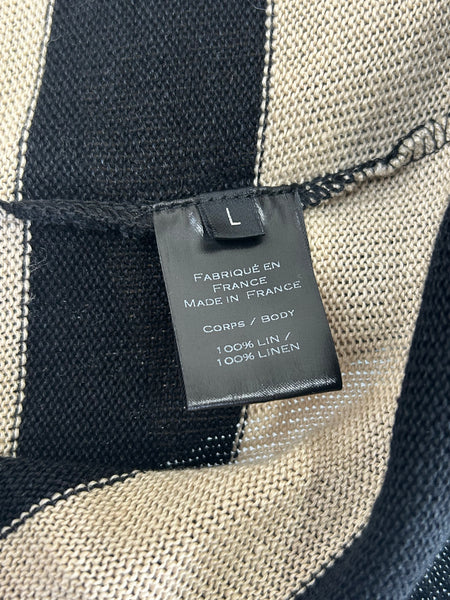 L
FABRIQUÉ EN
FRANCE
MADE IN FRANCE
CORPS / BODY
100% LIN /
100% LINEN